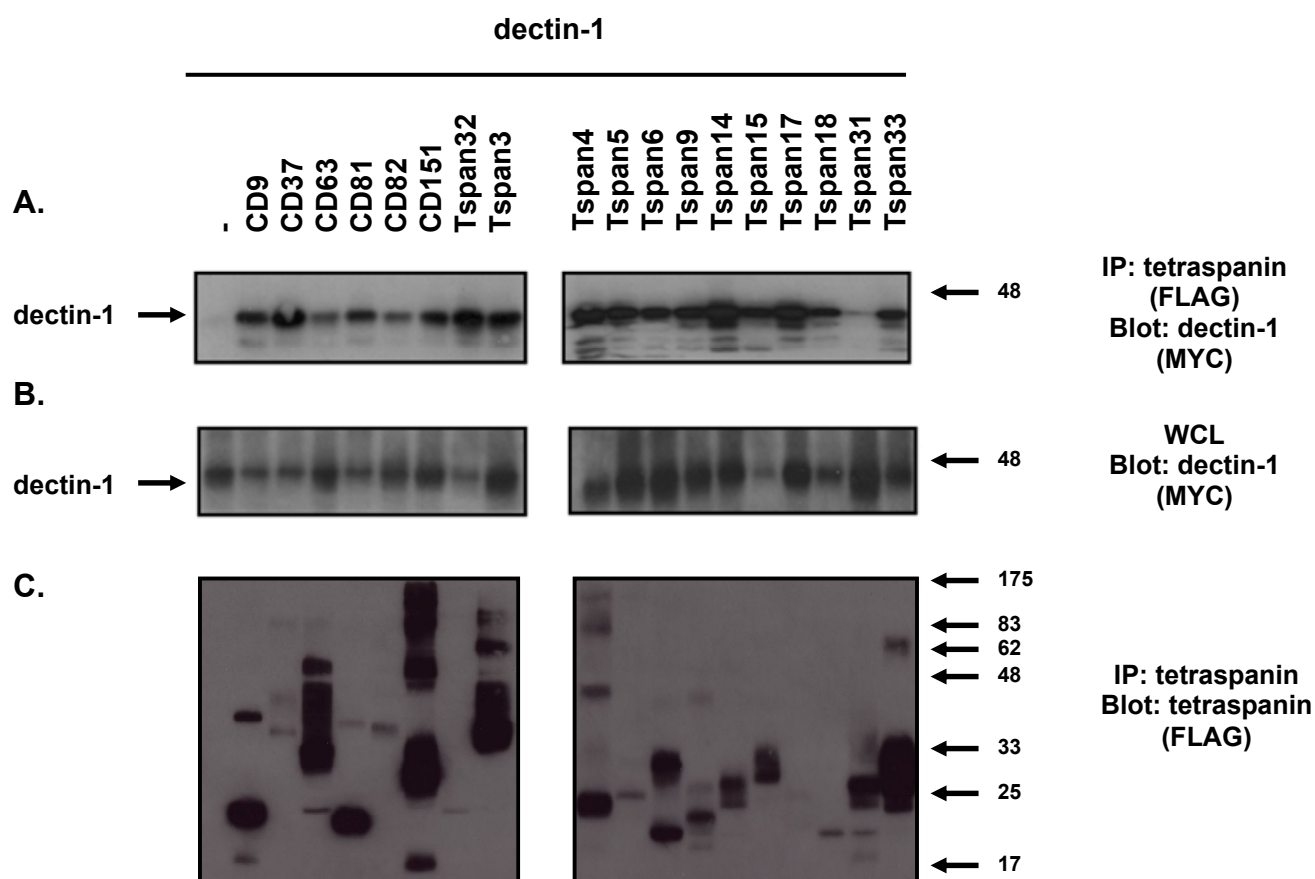 dectin-1
A.
-
CD9
CD37
CD63
CD81
CD82
CD151
Tspan32
Tspan3
Tspan4
Tspan5
Tspan6
Tspan9
Tspan14
Tspan15
Tspan17
Tspan18
Tspan31
Tspan33
dectin-1
48
IP: tetraspanin
(FLAG)
Blot: dectin-1
(MYC)
B.
dectin-1
48
WCL
Blot: dectin-1
(MYC)
C.
175
83
62
48
33
25
17
IP: tetraspanin
Blot: tetraspanin
(FLAG)